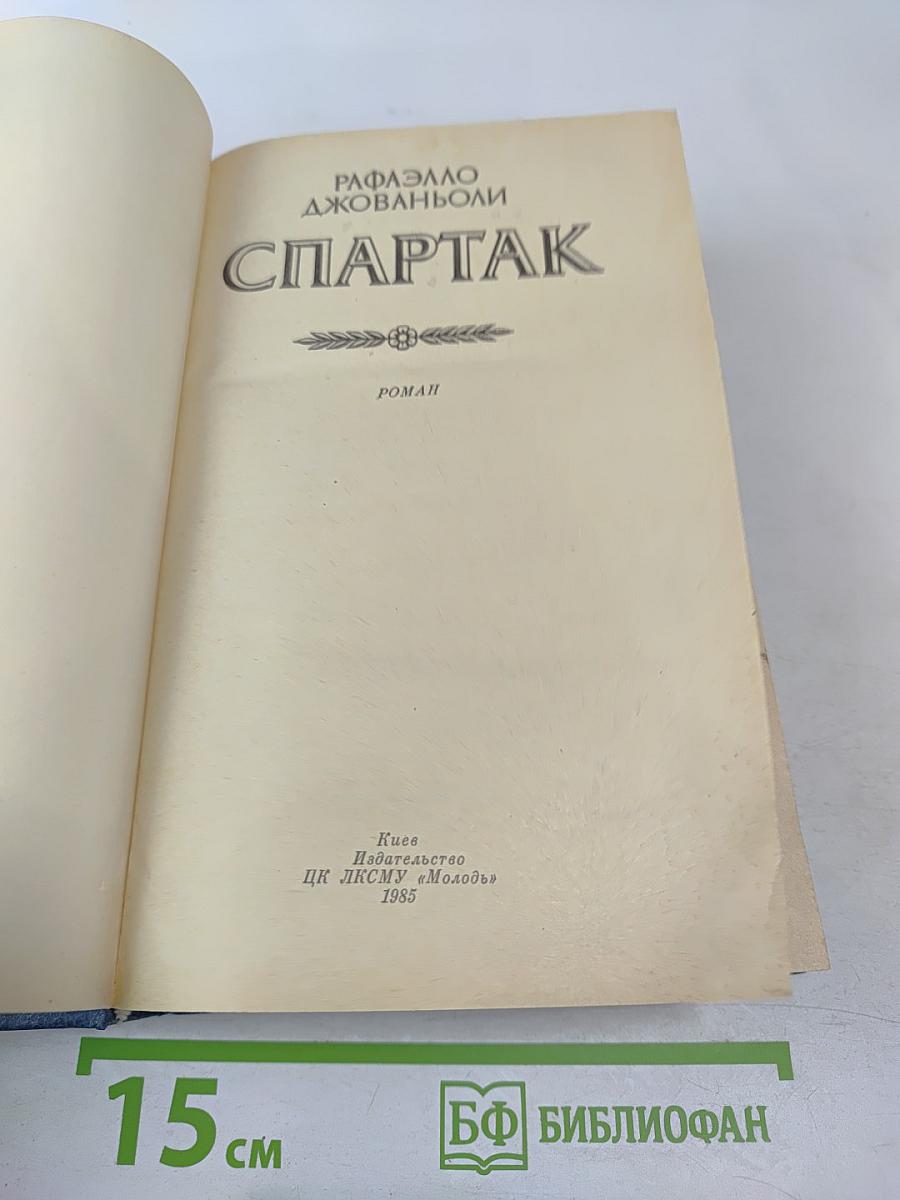 РАФАЭЛЛО
ДЖОВАНЬОЛИ
СПАРТАК
РОМАН
Киев
Издательство
ЦК ЛКСМУ «Молодь»
1985
15 см
БФ БИБЛИОФАН